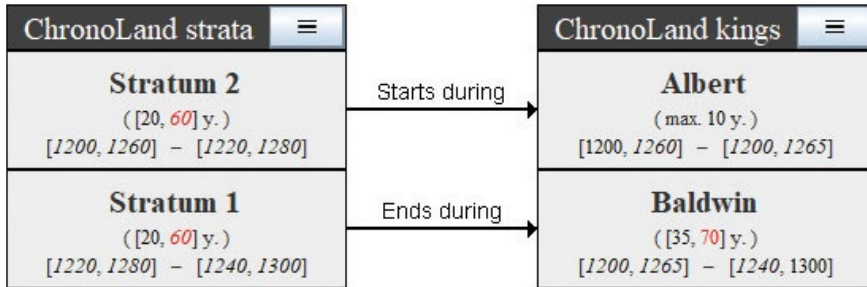 ChronoLand strata ≡
Stratum 2
( [20, 60] y. )
[1200, 1260] – [1220, 1280]
Stratum 1
( [20, 60] y. )
[1220, 1280] – [1240, 1300]
Starts during
Ends during
ChronoLand kings ≡
Albert
( max. 10 y. )
[1200, 1260] – [1200, 1265]
Baldwin
( [35, 70] y. )
[1200, 1265] – [1240, 1300]